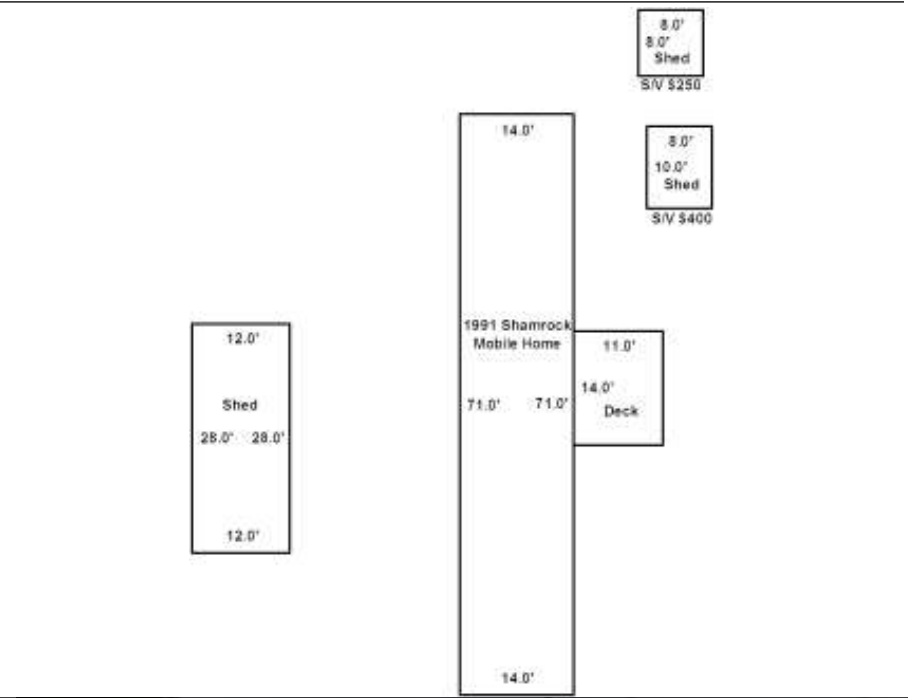 8.0'
8.0'
Shed
S/V $250
14.0'
8.0'
10.0'
Shed
S/V $400
1991 Shamrock
Mobile Home
12.0'
11.0'
14.0'
Deck
Shed
71.0' 71.0'
28.0' 28.0'
12.0'
14.0'